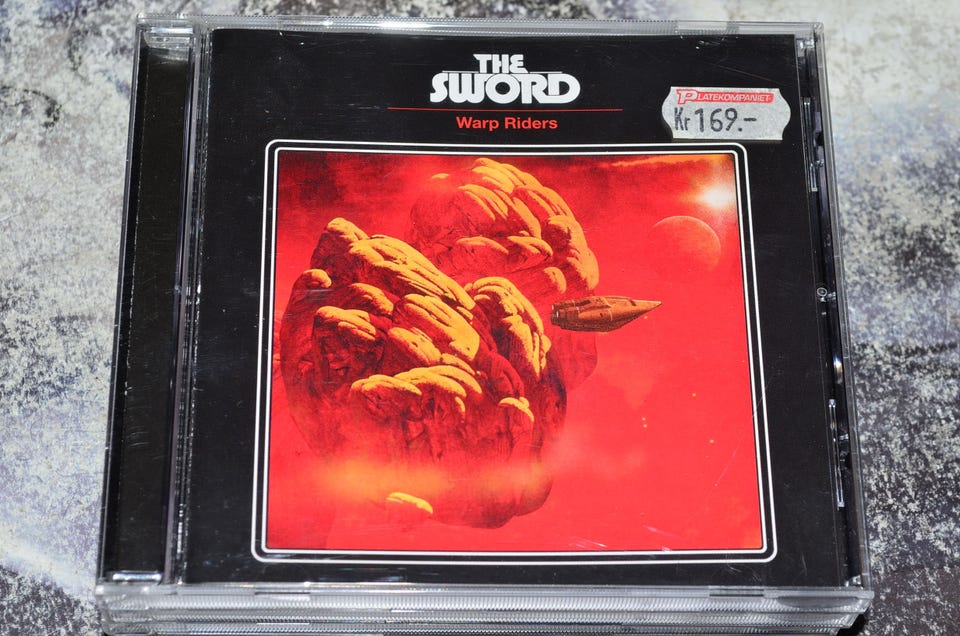 THE
SWORD
Warp Riders
PLATEKOMPANIET
Kr 169.-